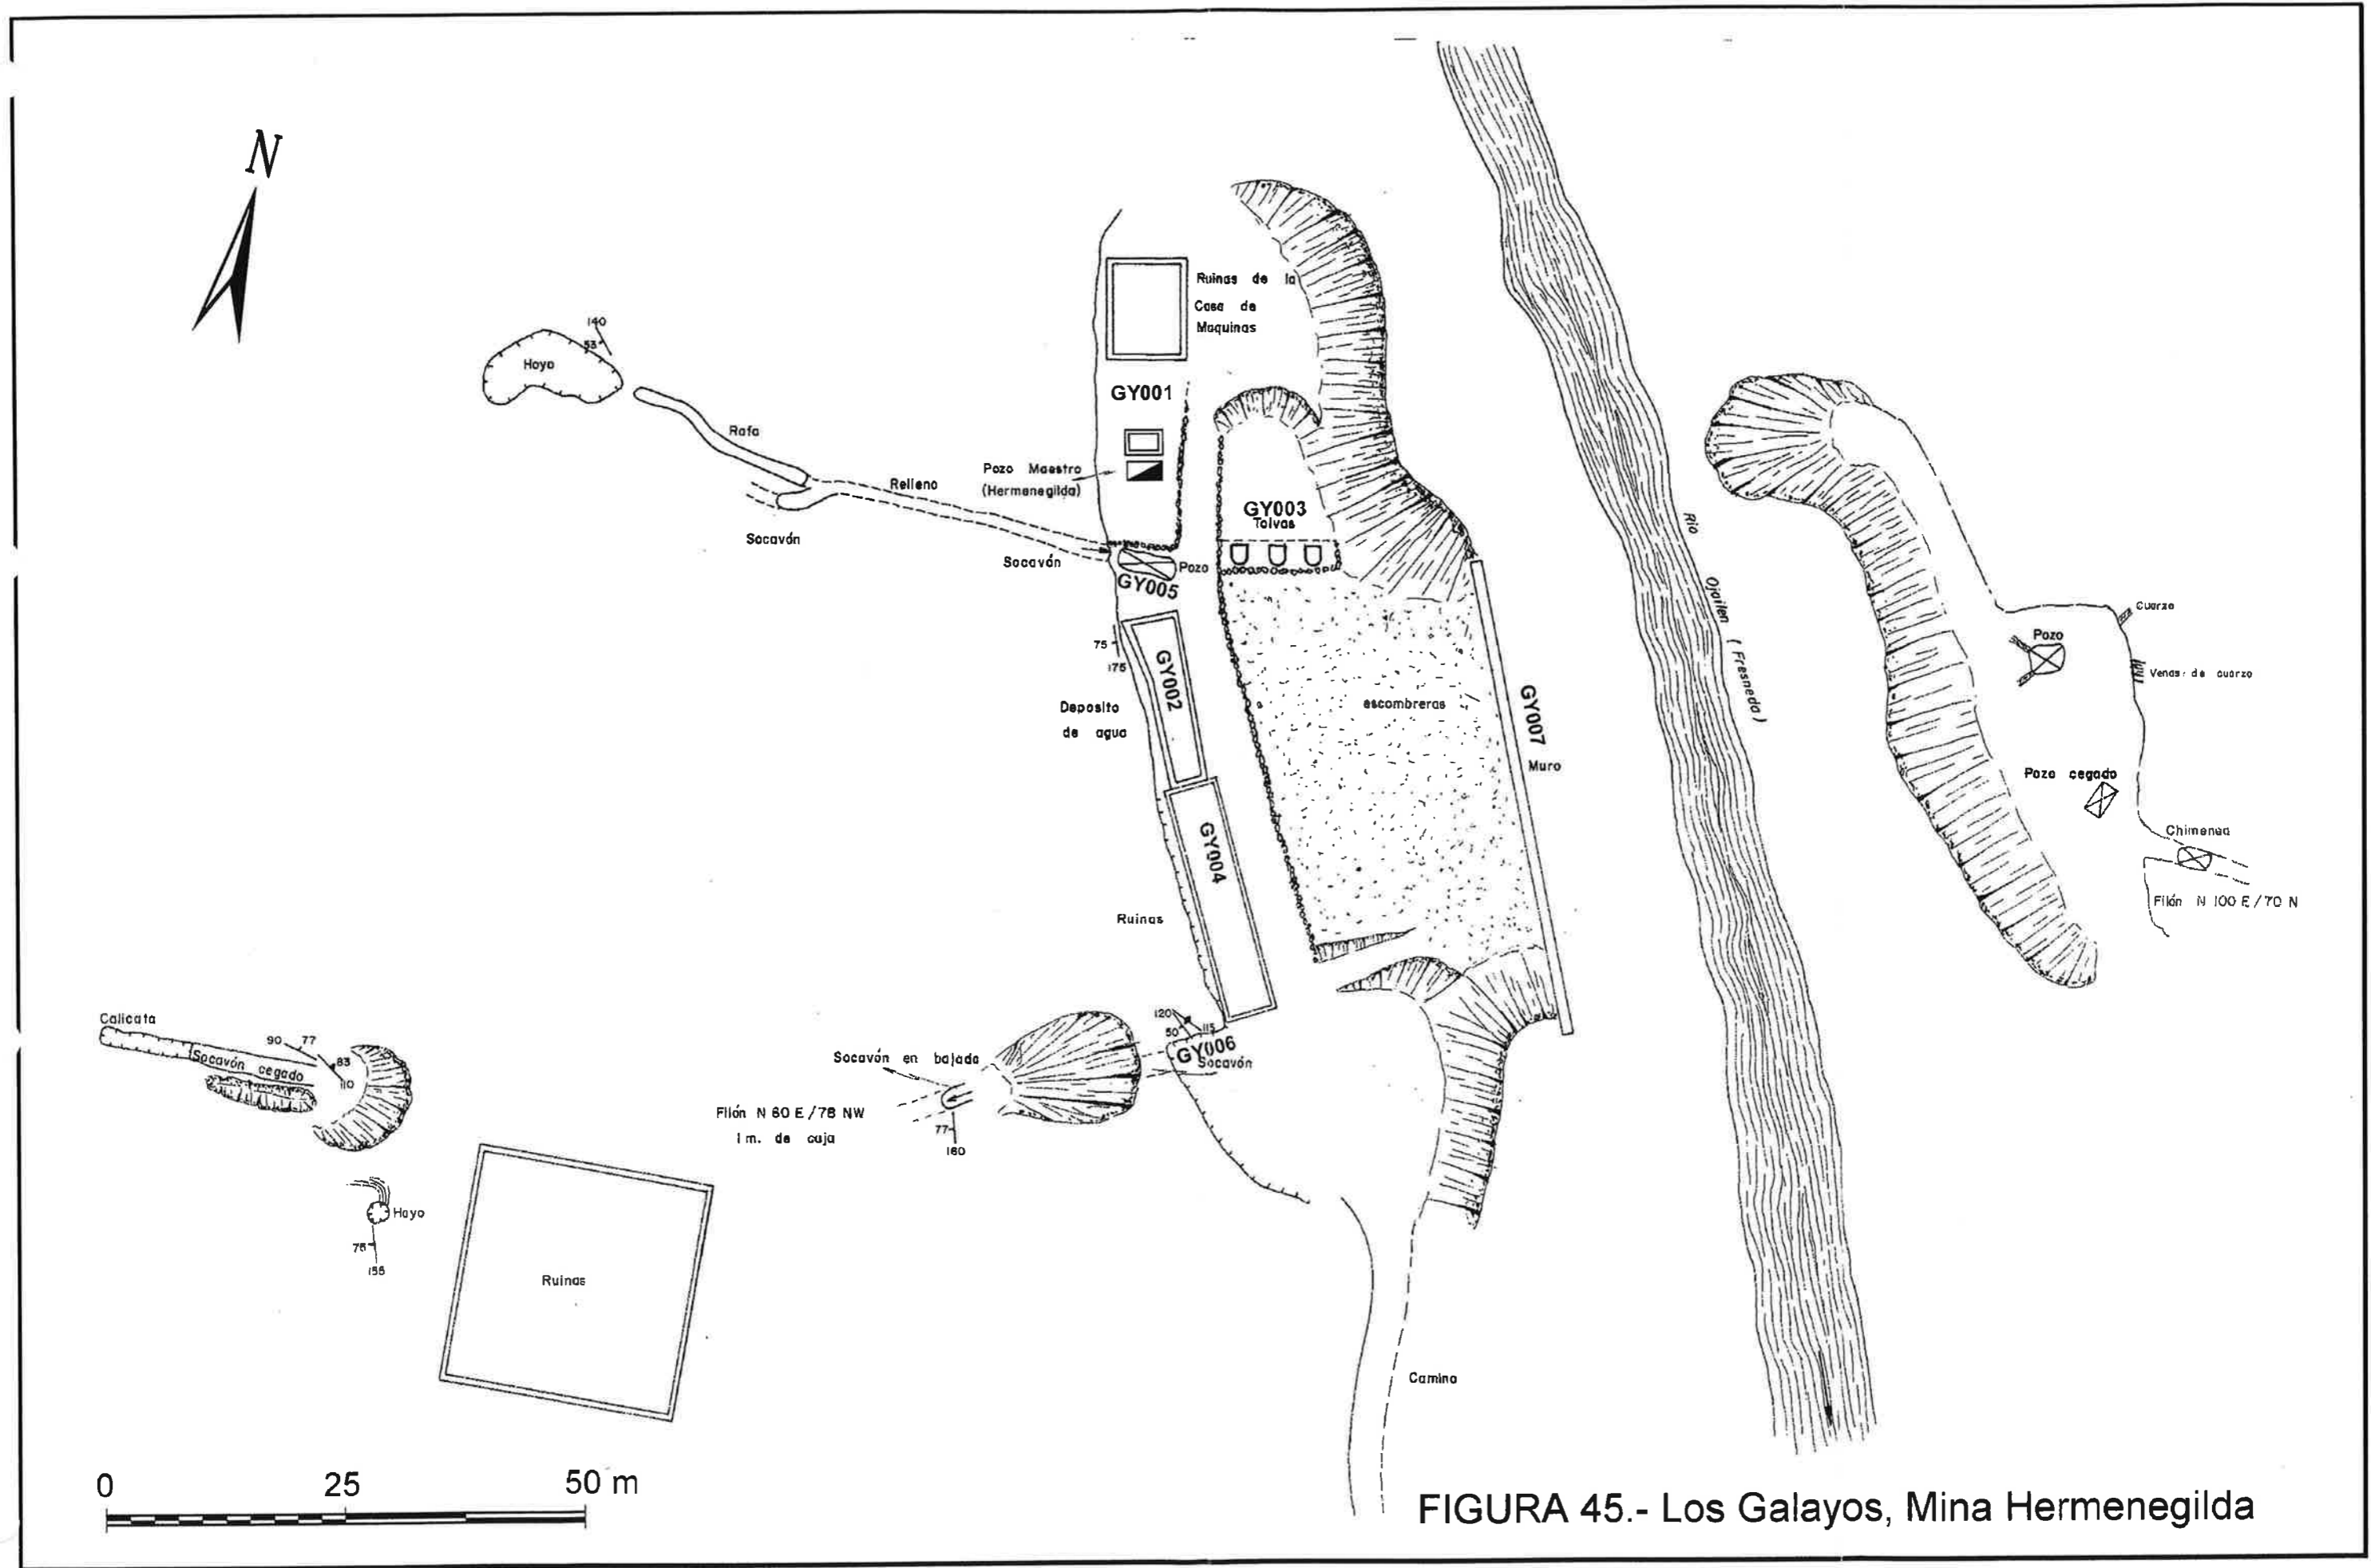 N
Ruinas de la
Casa de
Maquinas
140
53
Hoyo
GY001
Rafa
Pozo Maestro
(Hermenegilda)
Relleno
GY003
Tolvas
Socavón
Socavón
Pozo
GY005
Rio
Ojailen (Fresneda)
Cuarzo
Pozo
Venas de cuarzo
75
175
GY002
Deposito
de agua
escombreras
GY007
Muro
Pozo cegado
GY004
Chimenea
Filón N 100 E/70 N
Ruinas
Calicata
90
77
83
110
Socavón cegado
120
50
115
GY006
Socavón
Socavón en bajada
Filón N 60 E/78 NW
1 m. de caja
77
160
Hoyo
75
155
Ruinas
Camino
0 25 50 m
FIGURA 45.- Los Galayos, Mina Hermenegilda